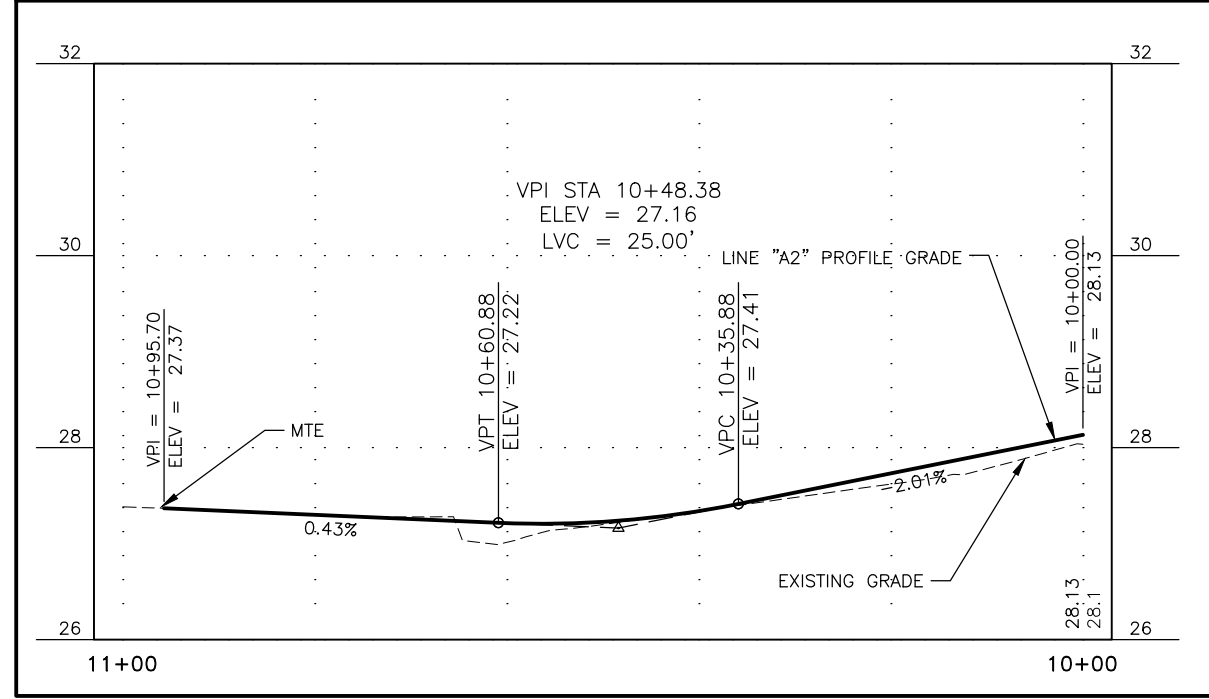 32
32
VPI STA 10+48.38
ELEV = 27.16
LVC = 25.00'
30
30
LINE "A2" PROFILE GRADE
VPI = 10+95.70
ELEV = 27.37
VPT 10+60.88
ELEV = 27.22
VPC 10+35.88
ELEV = 27.41
VPI = 10+00.00
ELEV = 28.13
MTE
28
28
-2.01%
0.43%
EXISTING GRADE
28.13
28.1
26
26
11+00
10+00